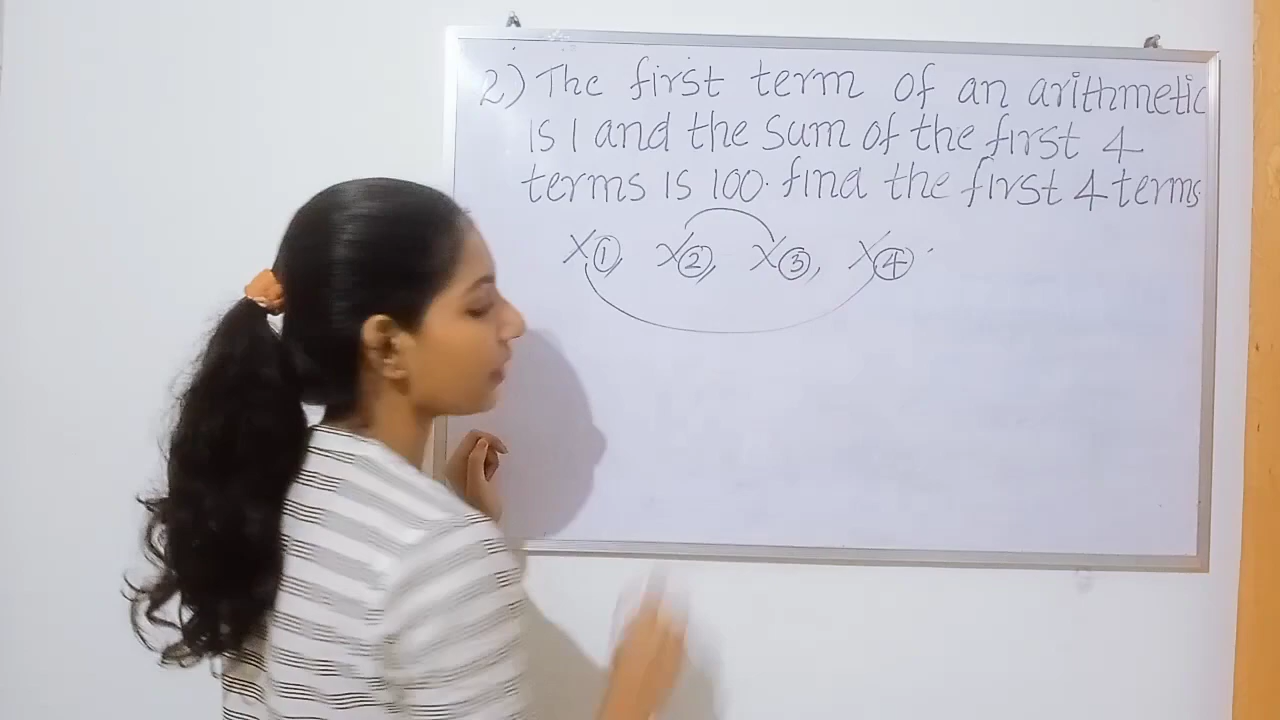 2) The first term of an arithmetic
is 1 and the sum of the first 4
terms is 100. find the first 4 terms
X①, X②, X③, X④.